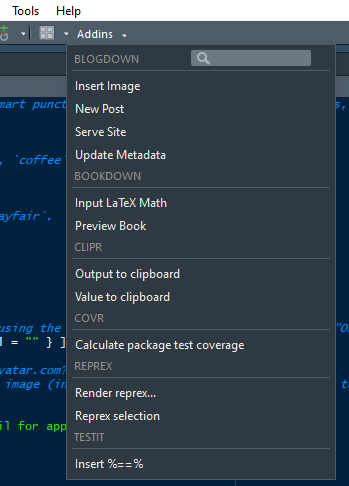 Tools Help
Addins
BLOGDOWN
mart punct
Insert Image
New Post
Serve Site
, `coffee`
Update Metadata
BOOKDOWN
Input LaTeX Math
ayfair`.
Preview Book
CLIPR
Output to clipboard
Value to clipboard
COVR
using the
l = "" } ]
Calculate package test coverage
REPREX
vatar.com?
image (in
Render reprex...
Reprex selection
il for app
TESTIT
Insert %==%